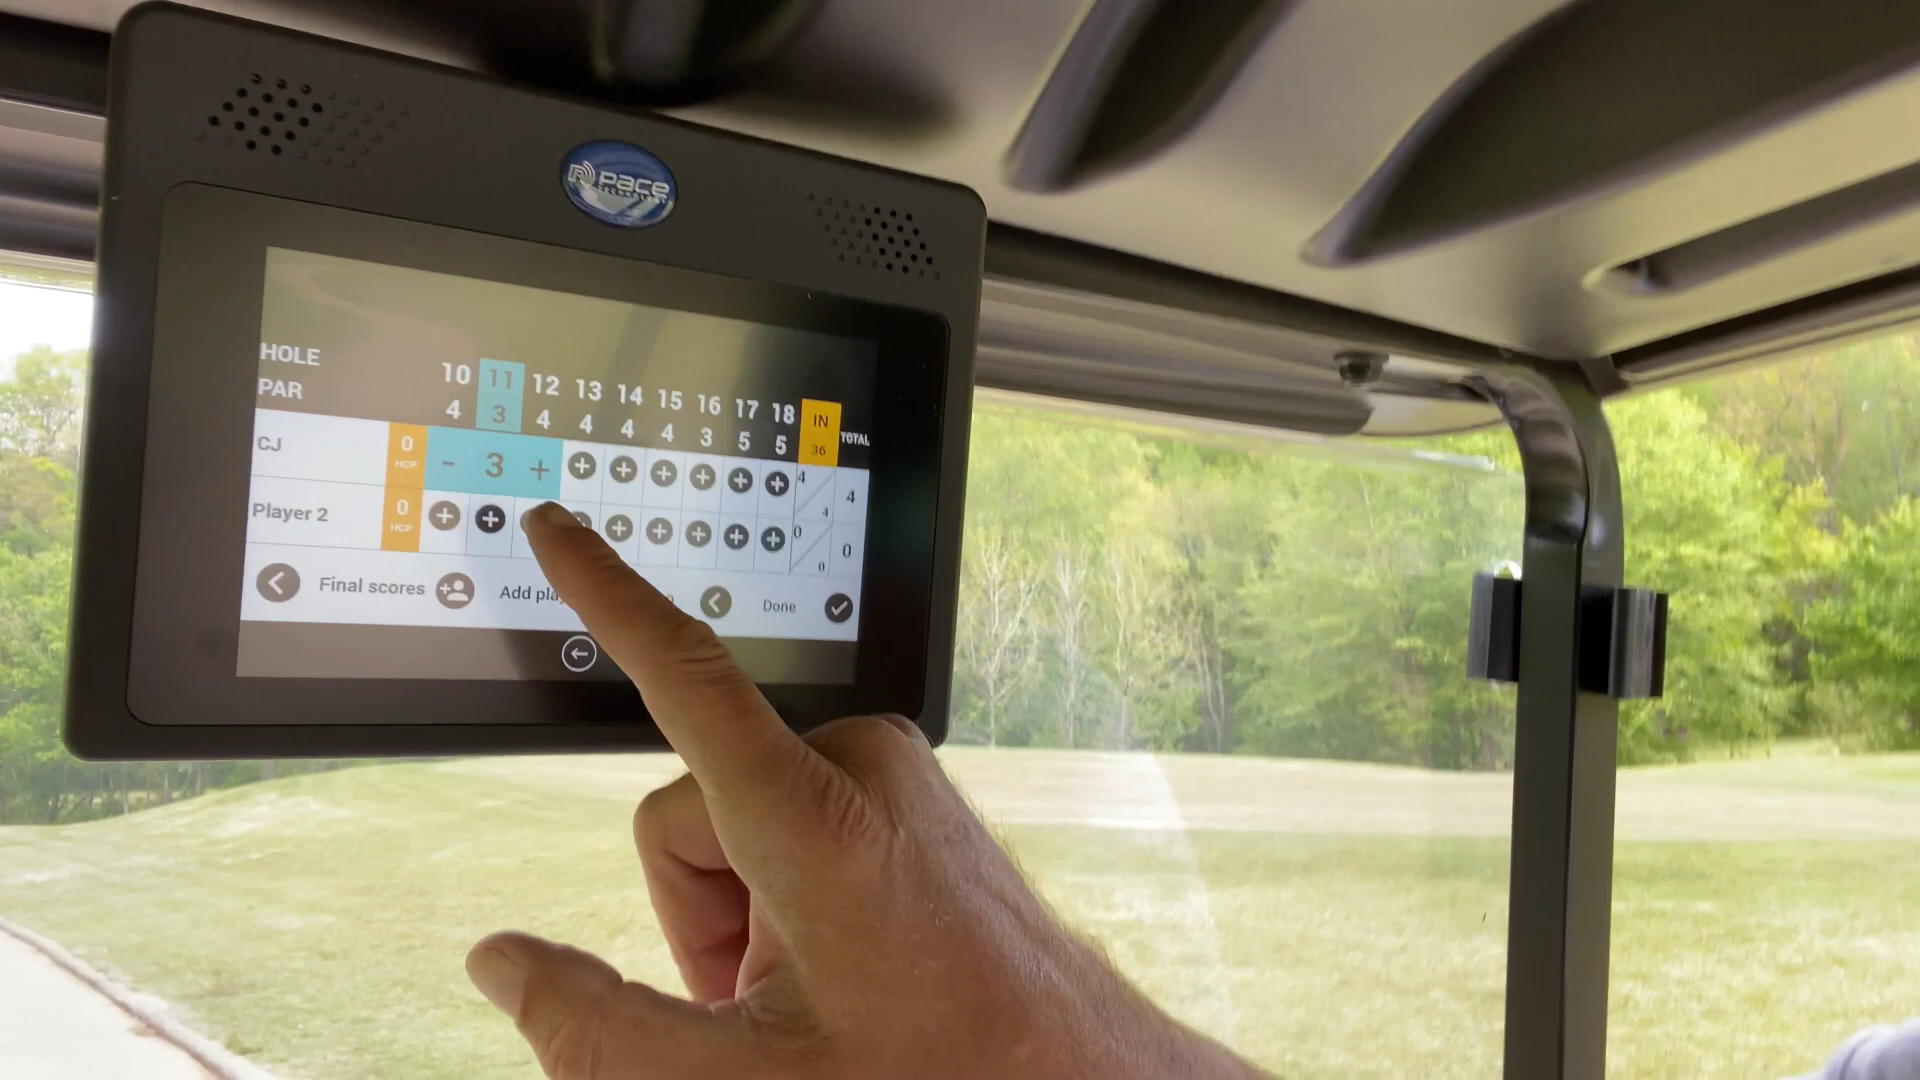 PACE
TECHNOLOGY
HOLE 10 11 12 13 14 15 16 17 18 IN TOTAL
PAR 4 3 4 4 4 4 3 5 5 36
CJ 0 HCP - 3 + + + + + + + 4 4 4
Player 2 0 HCP + + + + + + + 0 0 0
Final scores Add Done